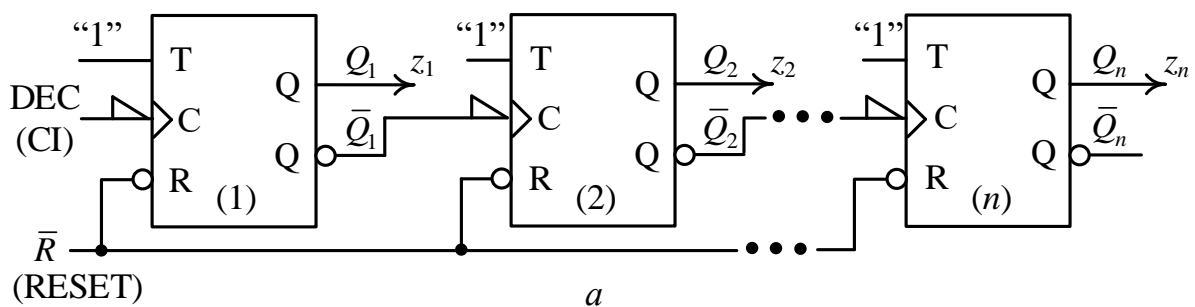 “1” “1” “1”
T Q Q₁ z₁ T Q Q₂ z₂ T Q Qₙ zₙ
DEC
(CI)
C Q̅₁ C Q̅₂ C Q̅ₙ
Q Q Q
R R R
(1) (2) (n)
R̅
(RESET)
a